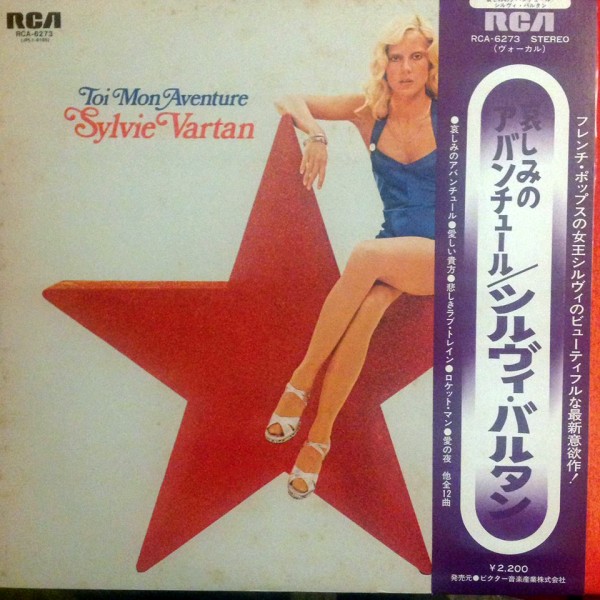 RCA
RCA-6273
(JPL1-4100)
Toi Mon Aventure
Sylvie Vartan
RCA
RCA-6273 STEREO
(ヴォーカル)
フレンチ・ポップスの女王シルヴィのビューティフルな最新意欲作!
哀しみの
アバンチュール/シルヴィ・バルタン
●哀しみのアバンチュール●愛しい貴方●悲しきラブ・トレイン●ロケット・マン●愛の夜 他全12曲
¥2,200
発売元●ビクター音楽産業株式会社